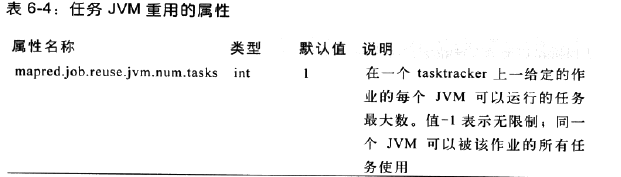 表 6-4：任务 JVM 重用的属性
属性名称 类型 默认值 说明
mapred.job.reuse.jvm.num.tasks int 1 在一个 tasktracker 上一给定的作
业的每个 JVM 可以运行的任务
最大数。值-1 表示无限制，同一
个 JVM 可以被该作业的所有任
务使用